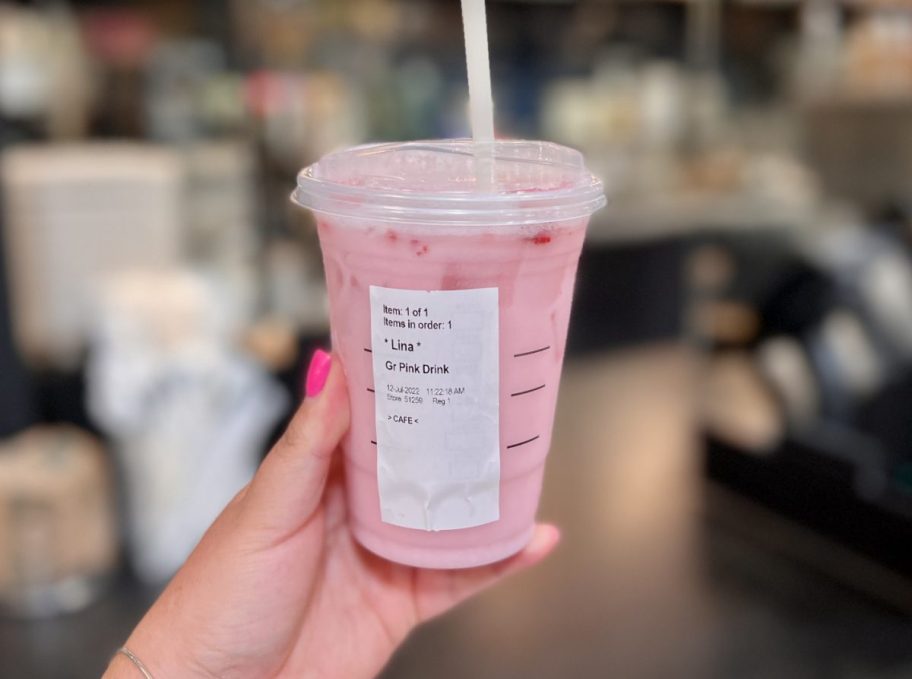 Item: 1 of 1
Items in order: 1
* Lina *
Gr Pink Drink
12-Jul-2022 11:22:18 AM
Store 51259 Reg 1
> CAFE <